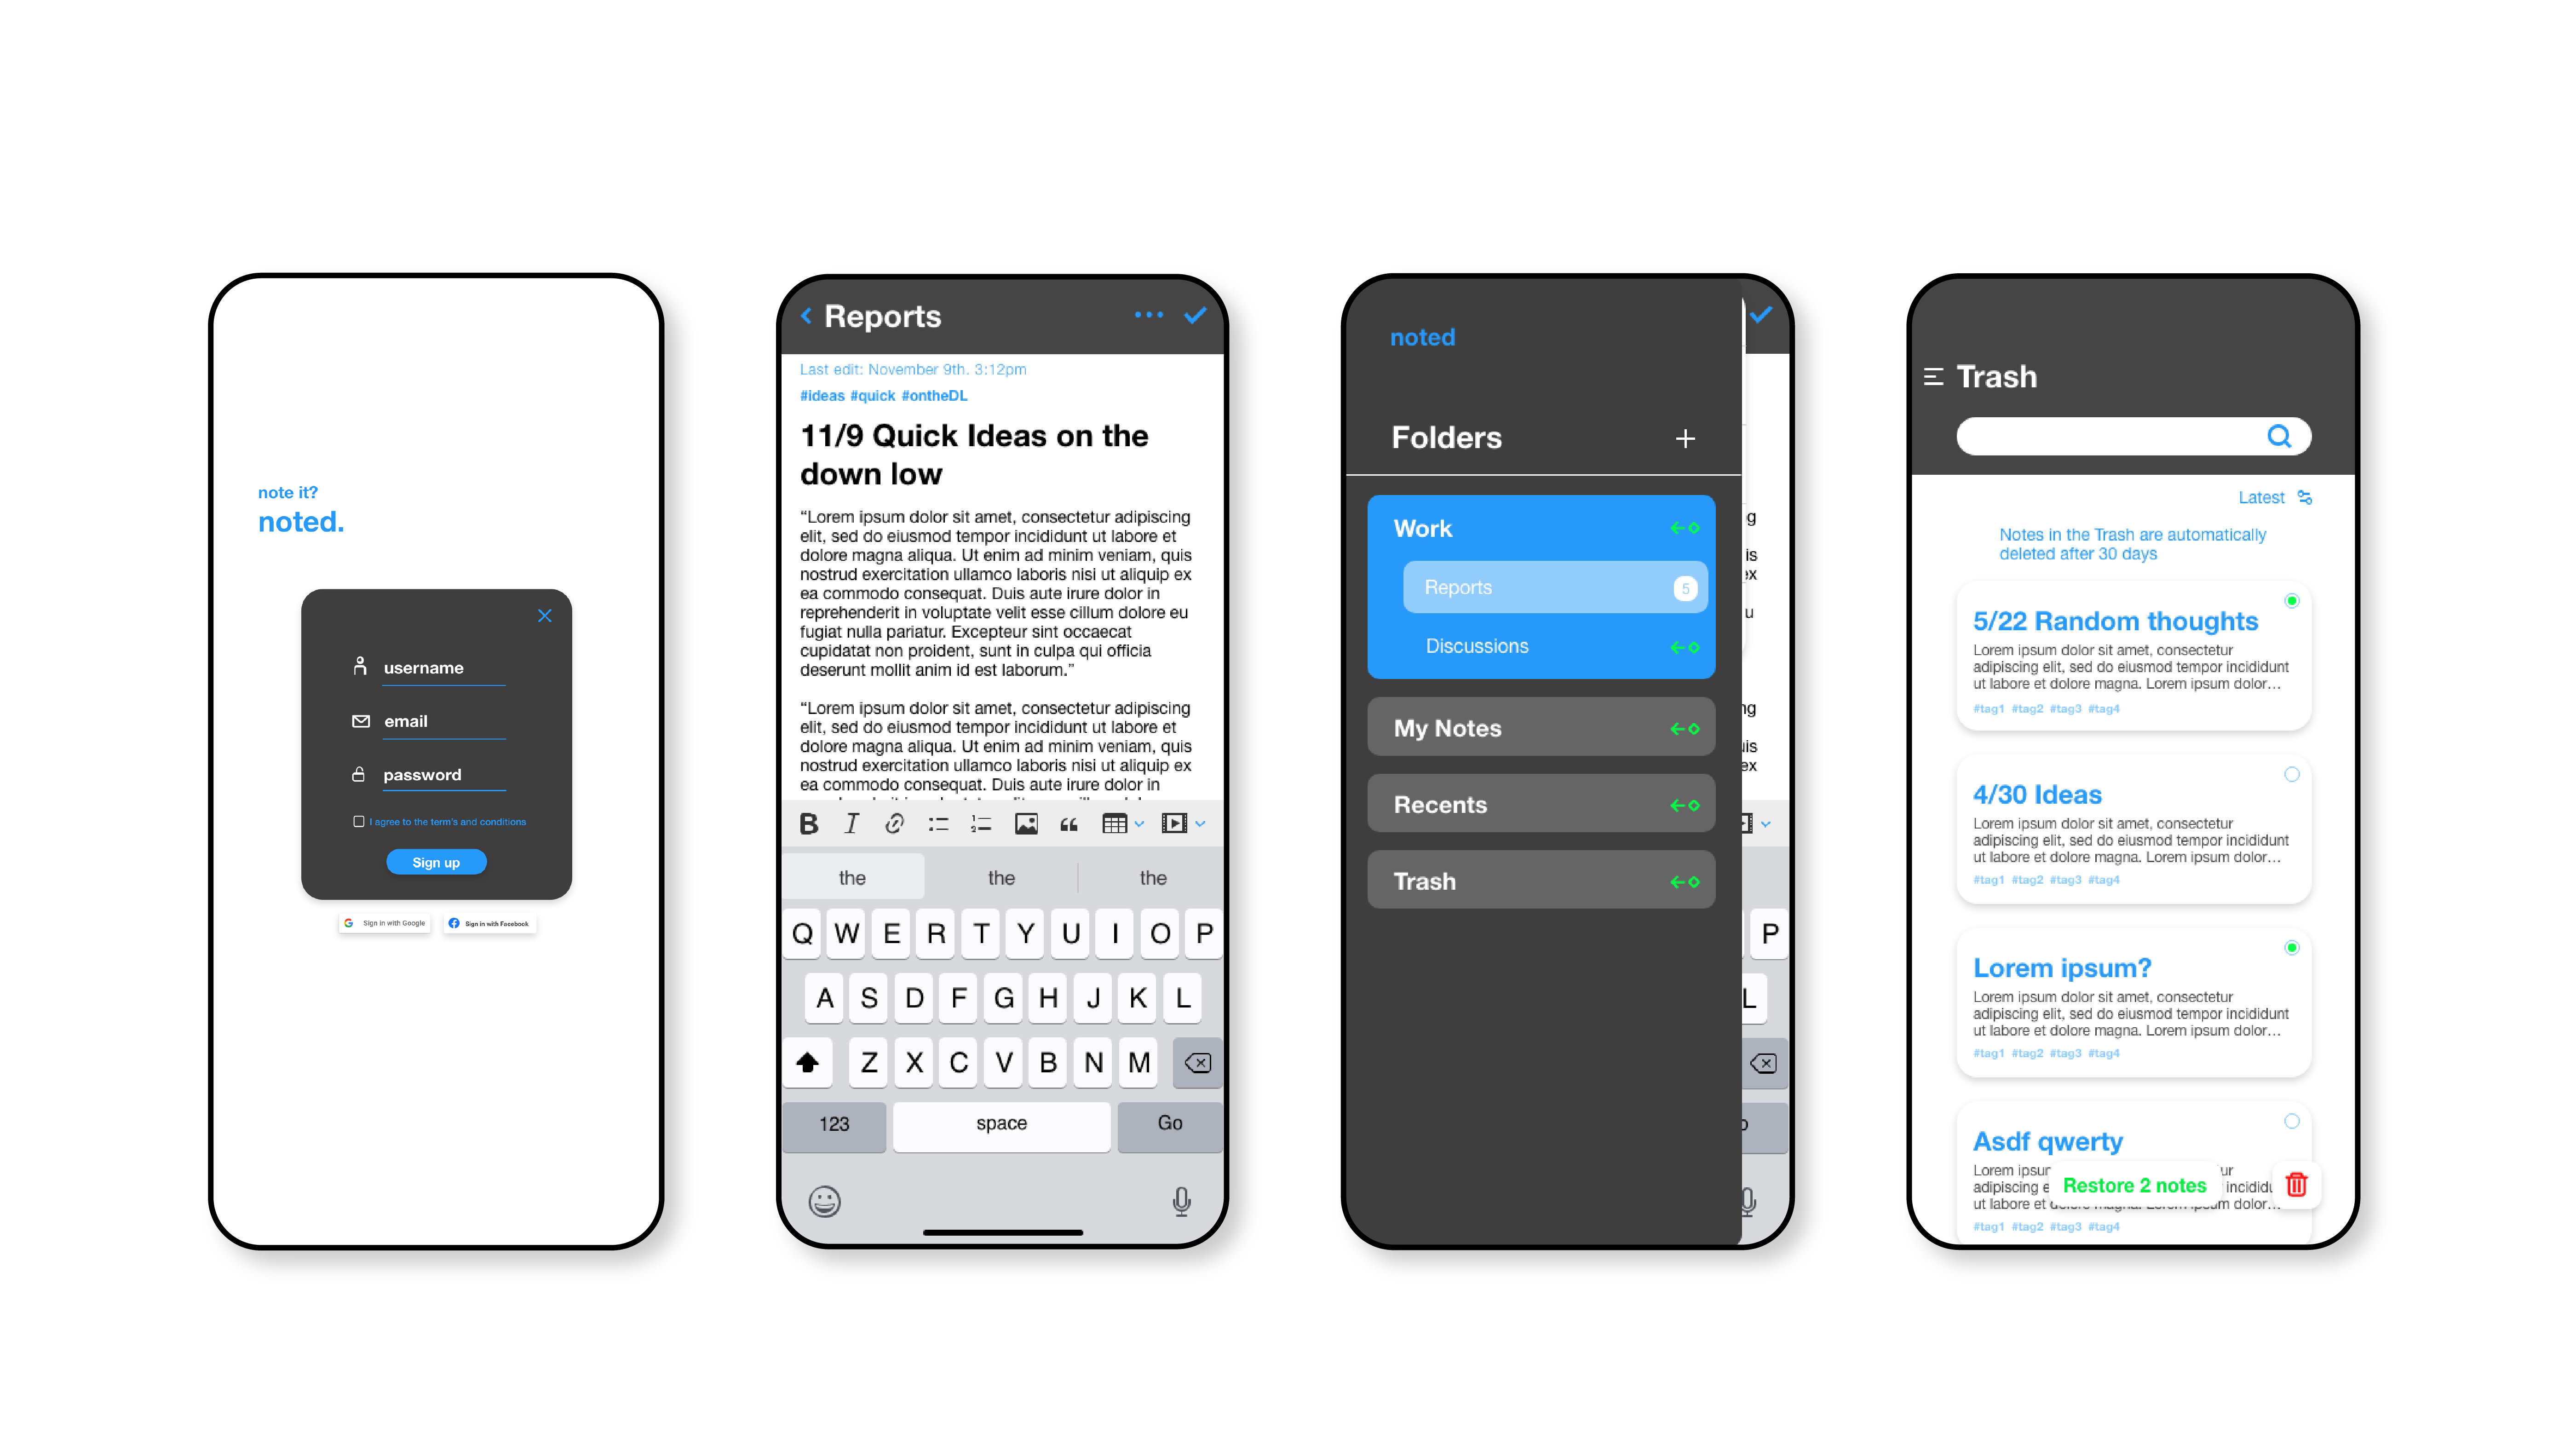 note it?
noted.
username
email
password
I agree to the term's and conditions
Sign up
Sign in with Google
Sign in with Facebook
Reports
Last edit: November 9th. 3:12pm
#ideas #quick #ontheDL
11/9 Quick Ideas on the
down low
“Lorem ipsum dolor sit amet, consectetur adipiscing
elit, sed do eiusmod tempor incididunt ut labore et
dolore magna aliqua. Ut enim ad minim veniam, quis
nostrud exercitation ullamco laboris nisi ut aliquip ex
ea commodo consequat. Duis aute irure dolor in
reprehenderit in voluptate velit esse cillum dolore eu
fugiat nulla pariatur. Excepteur sint occaecat
cupidatat non proident, sunt in culpa qui officia
deserunt mollit anim id est laborum.”
“Lorem ipsum dolor sit amet, consectetur adipiscing
elit, sed do eiusmod tempor incididunt ut labore et
dolore magna aliqua. Ut enim ad minim veniam, quis
nostrud exercitation ullamco laboris nisi ut aliquip ex
ea commodo consequat. Duis aute irure dolor in
B I
the the the
Q W E R T Y U I O P
A S D F G H J K L
Z X C V B N M
123 space Go
noted
Folders +
Work
Reports 5
Discussions
My Notes
Recents
Trash
g
is
ex
u
ng
uis
ex
P
L
Trash
Latest
Notes in the Trash are automatically
deleted after 30 days
5/22 Random thoughts
Lorem ipsum dolor sit amet, consectetur
adipiscing elit, sed do eiusmod tempor incididunt
ut labore et dolore magna. Lorem ipsum dolor...
#tag1 #tag2 #tag3 #tag4
4/30 Ideas
Lorem ipsum dolor sit amet, consectetur
adipiscing elit, sed do eiusmod tempor incididunt
ut labore et dolore magna. Lorem ipsum dolor...
#tag1 #tag2 #tag3 #tag4
Lorem ipsum?
Lorem ipsum dolor sit amet, consectetur
adipiscing elit, sed do eiusmod tempor incididunt
ut labore et dolore magna. Lorem ipsum dolor...
#tag1 #tag2 #tag3 #tag4
Asdf qwerty
Lorem ipsu ur
adipiscing e incidid
ut labore et dolor...
Restore 2 notes
#tag1 #tag2 #tag3 #tag4